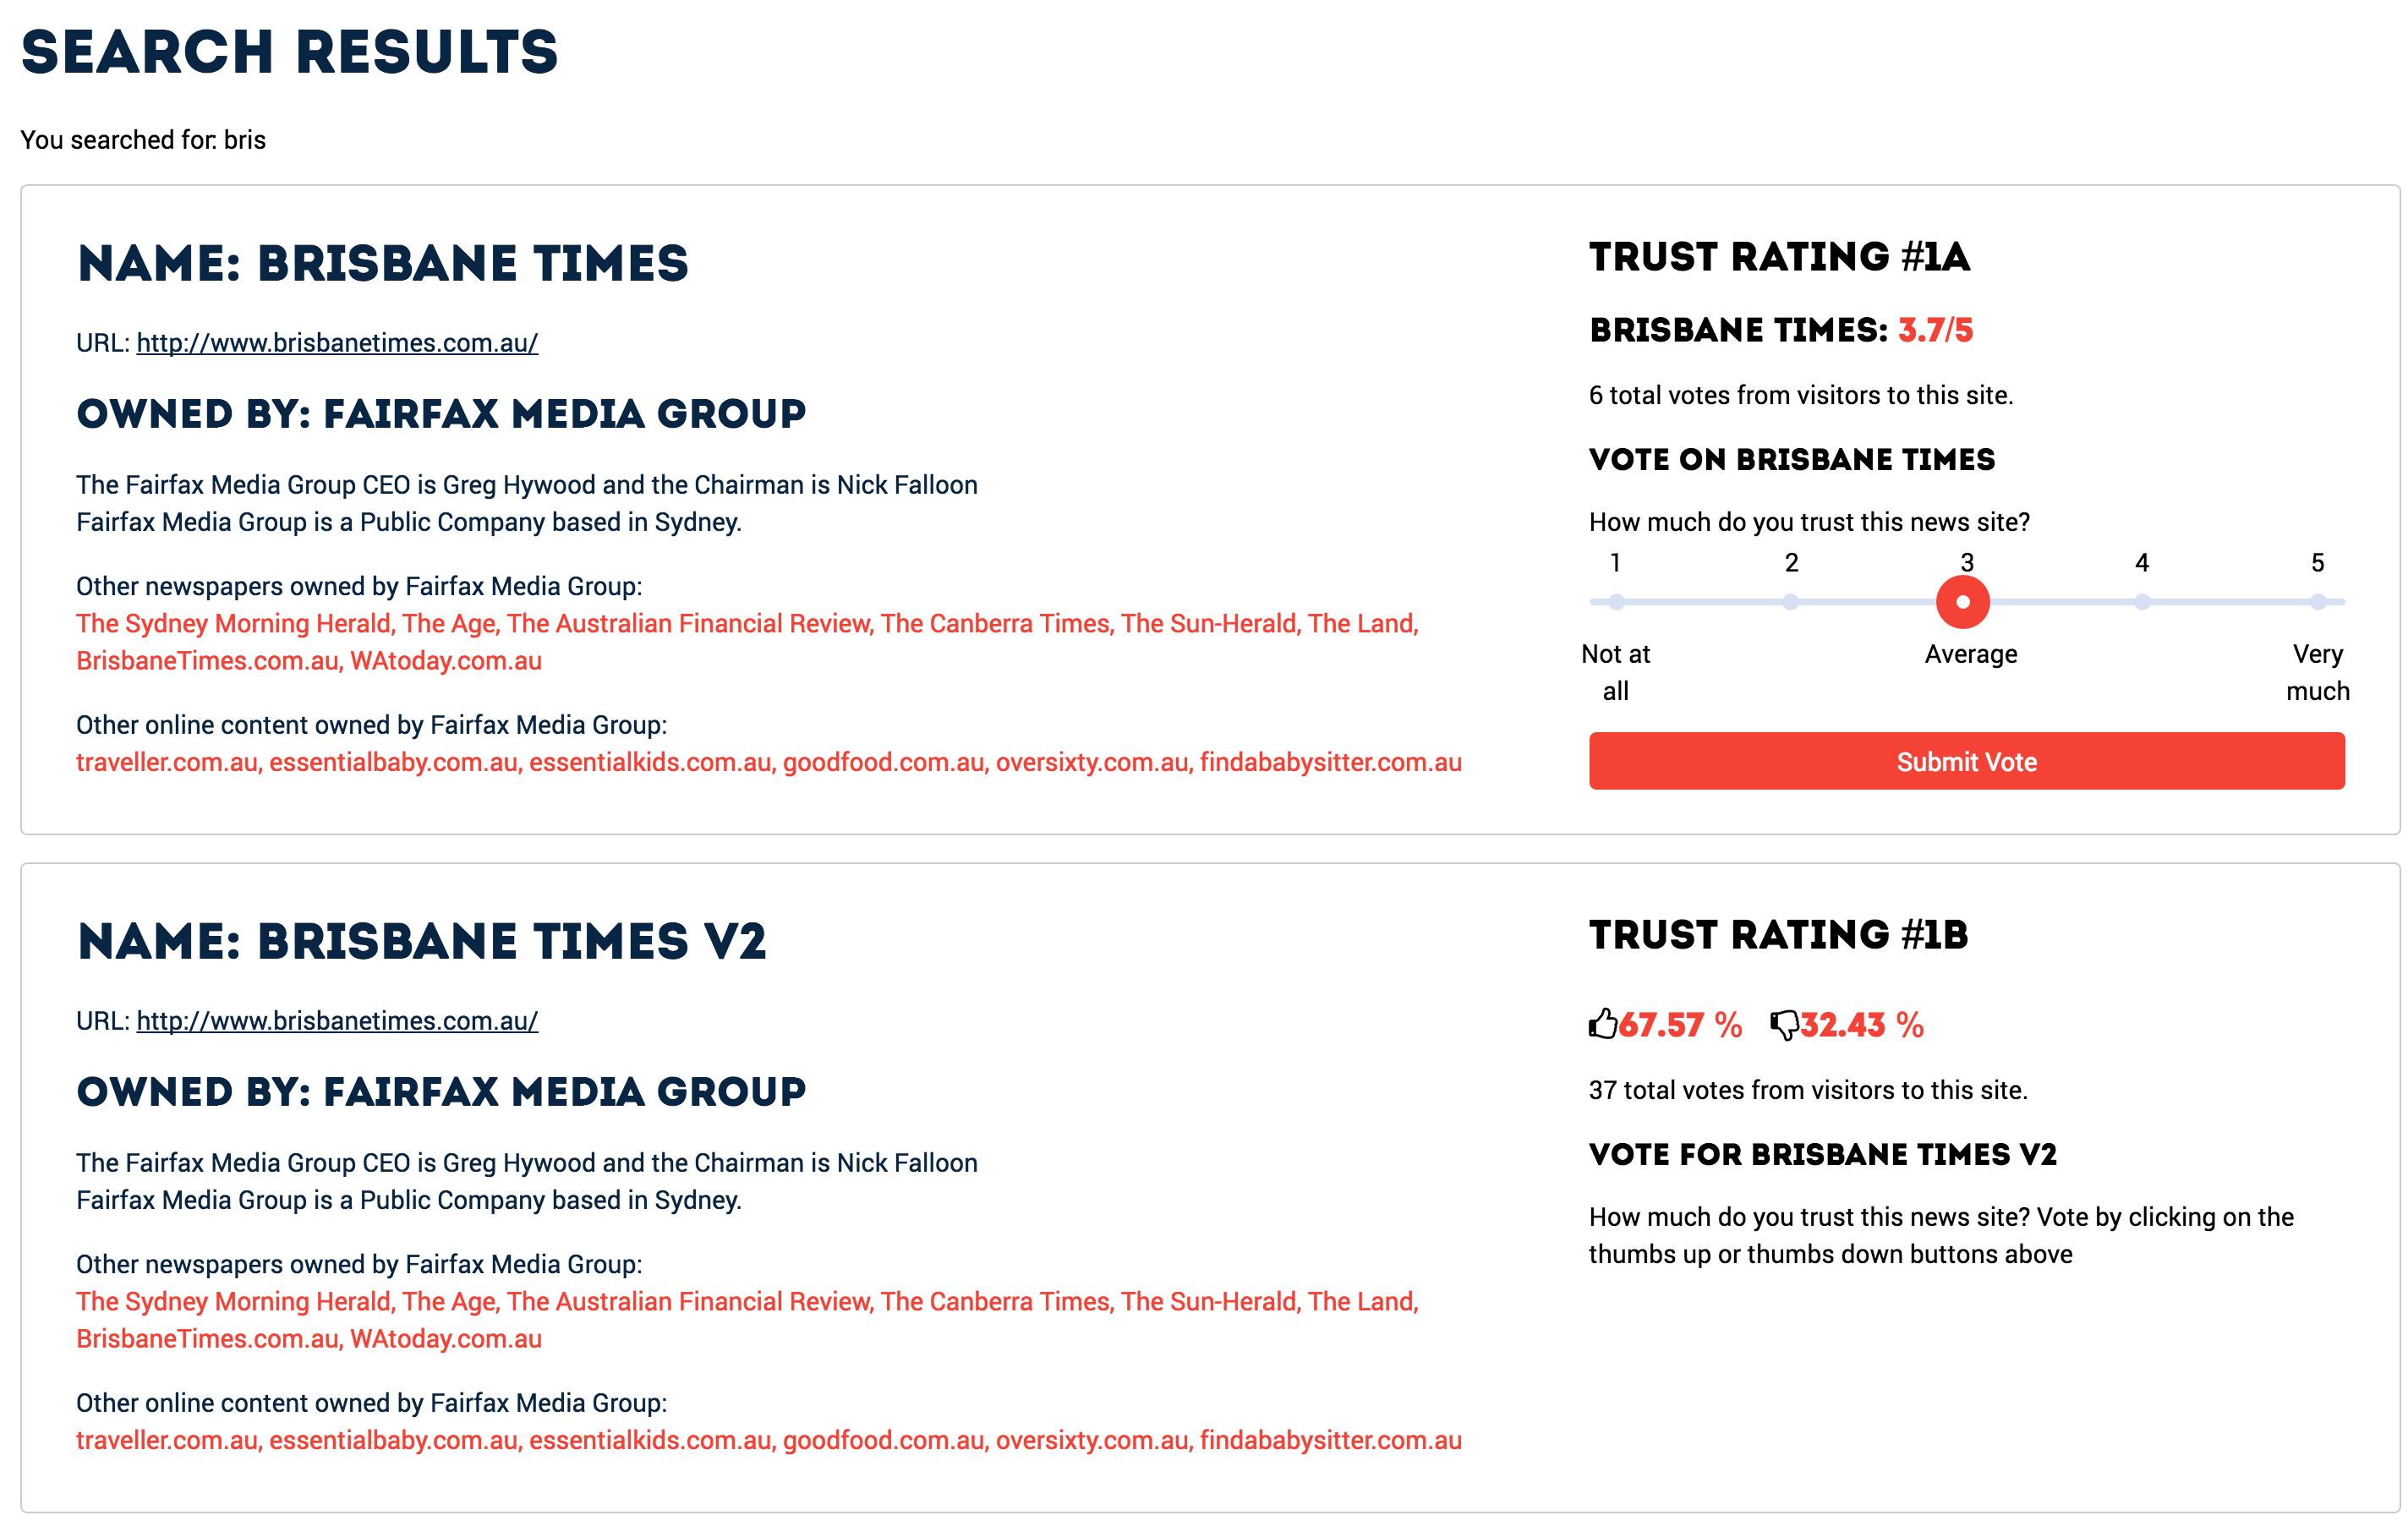 SEARCH RESULTS
You searched for: bris
NAME: BRISBANE TIMES
URL: http://www.brisbanetimes.com.au/
OWNED BY: FAIRFAX MEDIA GROUP
The Fairfax Media Group CEO is Greg Hywood and the Chairman is Nick Falloon
Fairfax Media Group is a Public Company based in Sydney.
Other newspapers owned by Fairfax Media Group:
The Sydney Morning Herald, The Age, The Australian Financial Review, The Canberra Times, The Sun-Herald, The Land,
BrisbaneTimes.com.au, WAtoday.com.au
Other online content owned by Fairfax Media Group:
traveller.com.au, essentialbaby.com.au, essentialkids.com.au, goodfood.com.au, oversixty.com.au, findababysitter.com.au
TRUST RATING #1A
BRISBANE TIMES: 3.7/5
6 total votes from visitors to this site.
VOTE ON BRISBANE TIMES
How much do you trust this news site?
1 2 3 4 5
Not at Average Very
all much
Submit Vote
NAME: BRISBANE TIMES V2
URL: http://www.brisbanetimes.com.au/
OWNED BY: FAIRFAX MEDIA GROUP
The Fairfax Media Group CEO is Greg Hywood and the Chairman is Nick Falloon
Fairfax Media Group is a Public Company based in Sydney.
Other newspapers owned by Fairfax Media Group:
The Sydney Morning Herald, The Age, The Australian Financial Review, The Canberra Times, The Sun-Herald, The Land,
BrisbaneTimes.com.au, WAtoday.com.au
Other online content owned by Fairfax Media Group:
traveller.com.au, essentialbaby.com.au, essentialkids.com.au, goodfood.com.au, oversixty.com.au, findababysitter.com.au
TRUST RATING #1B
67.57 % 32.43 %
37 total votes from visitors to this site.
VOTE FOR BRISBANE TIMES V2
How much do you trust this news site? Vote by clicking on the
thumbs up or thumbs down buttons above